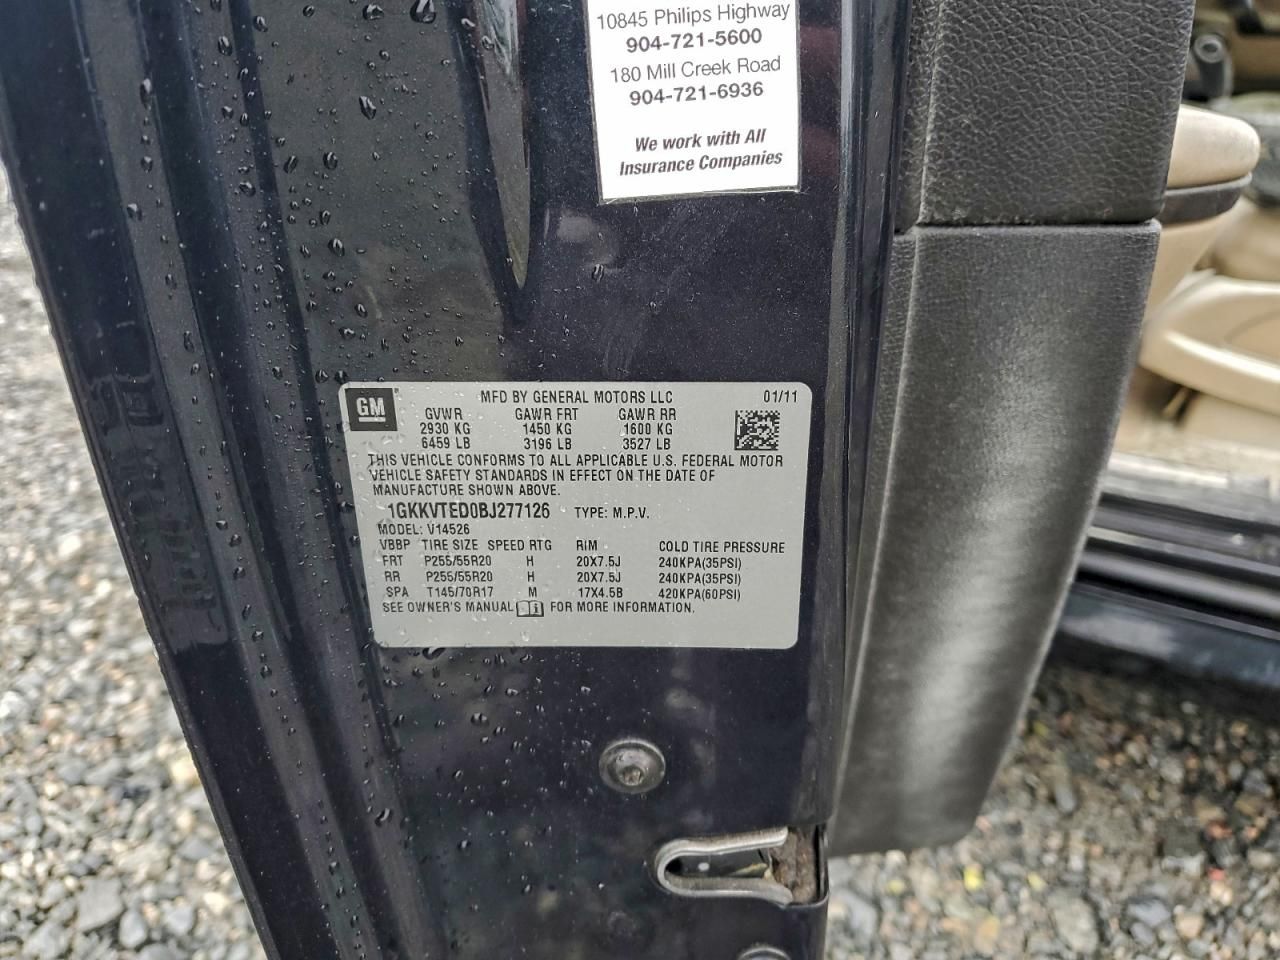 10845 Philips Highway
904-721-5600
180 Mill Creek Road
904-721-6936
We work with All
Insurance Companies
GM MFD BY GENERAL MOTORS LLC 01/11
GVWR GAWR FRT GAWR RR
2930 KG 1450 KG 1600 KG
6459 LB 3196 LB 3527 LB
THIS VEHICLE CONFORMS TO ALL APPLICABLE U.S. FEDERAL MOTOR
VEHICLE SAFETY STANDARDS IN EFFECT ON THE DATE OF
MANUFACTURE SHOWN ABOVE.
1GKKVTED0BJ277126 TYPE: M.P.V.
MODEL: V14526
VBBP TIRE SIZE SPEED RTG RIM COLD TIRE PRESSURE
FRT P255/55R20 H 20X7.5J 240KPA(35PSI)
RR P255/55R20 H 20X7.5J 240KPA(35PSI)
SPA T145/70R17 M 17X4.5B 420KPA(60PSI)
SEE OWNER'S MANUAL FOR MORE INFORMATION.